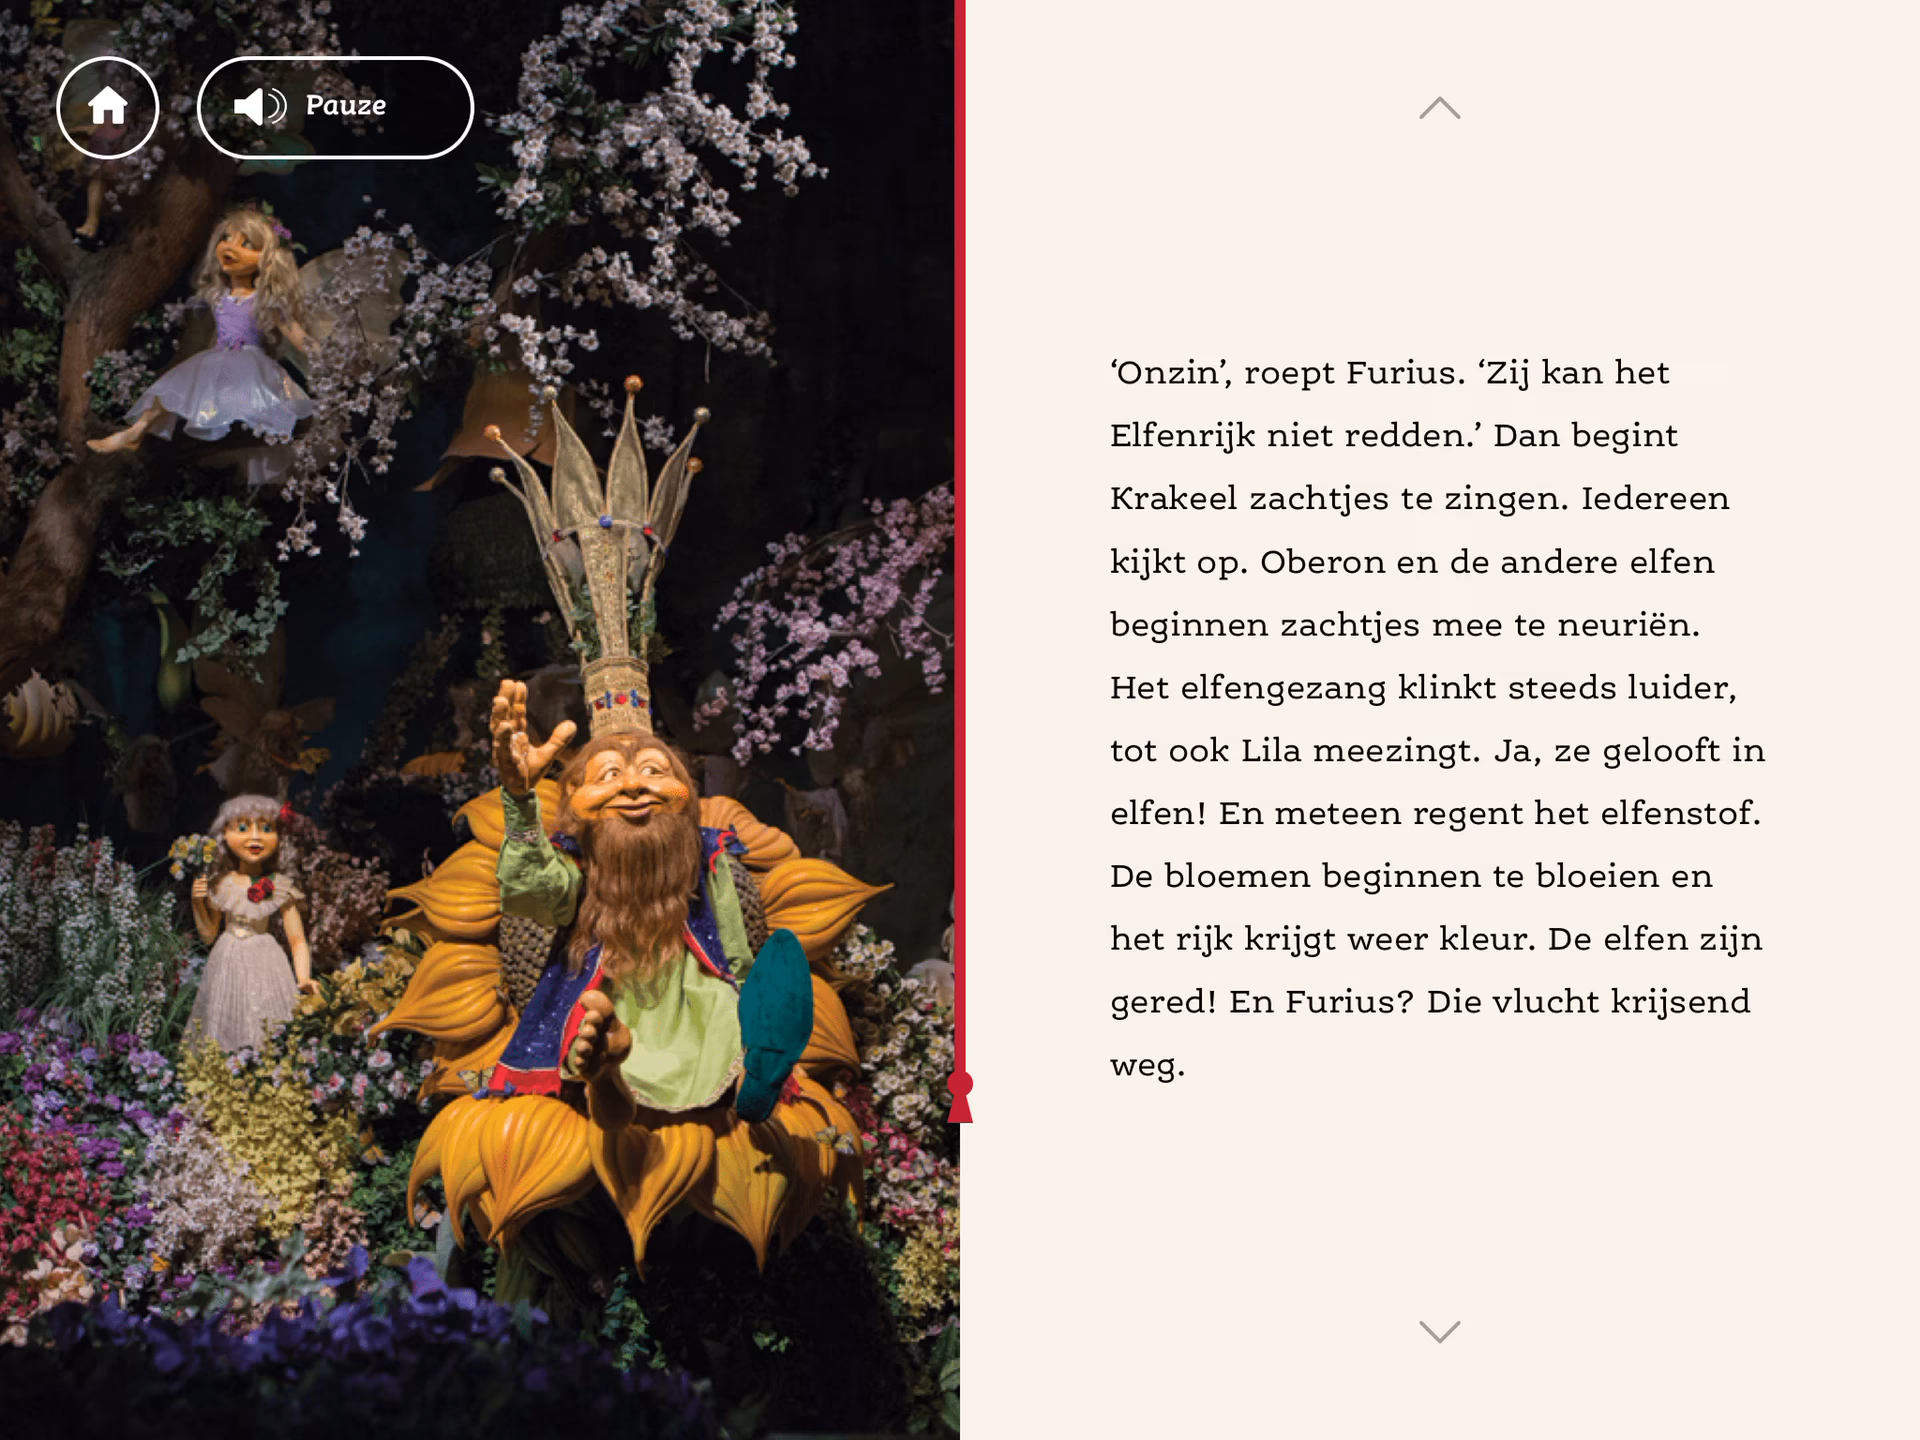 Pauze
‘Onzin’, roept Furius. ‘Zij kan het
Elfenrijk niet redden.’ Dan begint
Krakeel zachtjes te zingen. Iedereen
kijkt op. Oberon en de andere elfen
beginnen zachtjes mee te neuriën.
Het elfengezang klinkt steeds luider,
tot ook Lila meezingt. Ja, ze gelooft in
elfen! En meteen regent het elfenstof.
De bloemen beginnen te bloeien en
het rijk krijgt weer kleur. De elfen zijn
gered! En Furius? Die vlucht krijsend
weg.